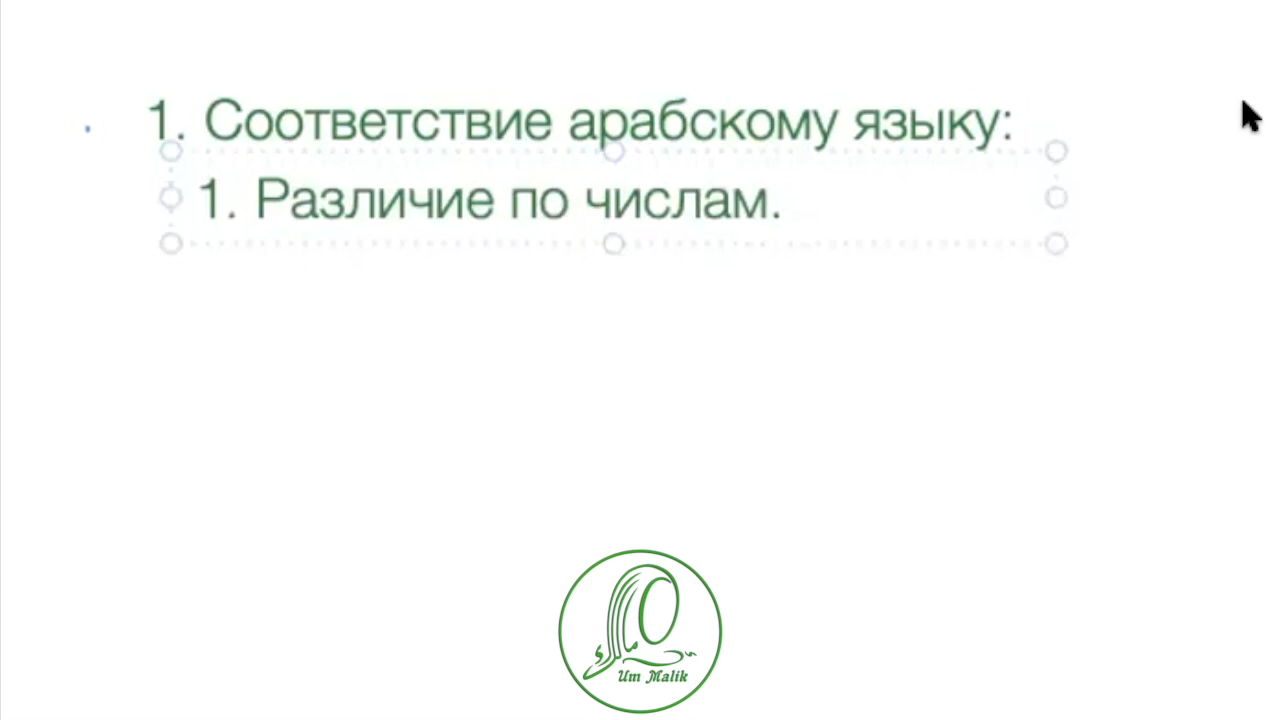 1. Соответствие арабскому языку:
1. Различие по числам.
Um Malik